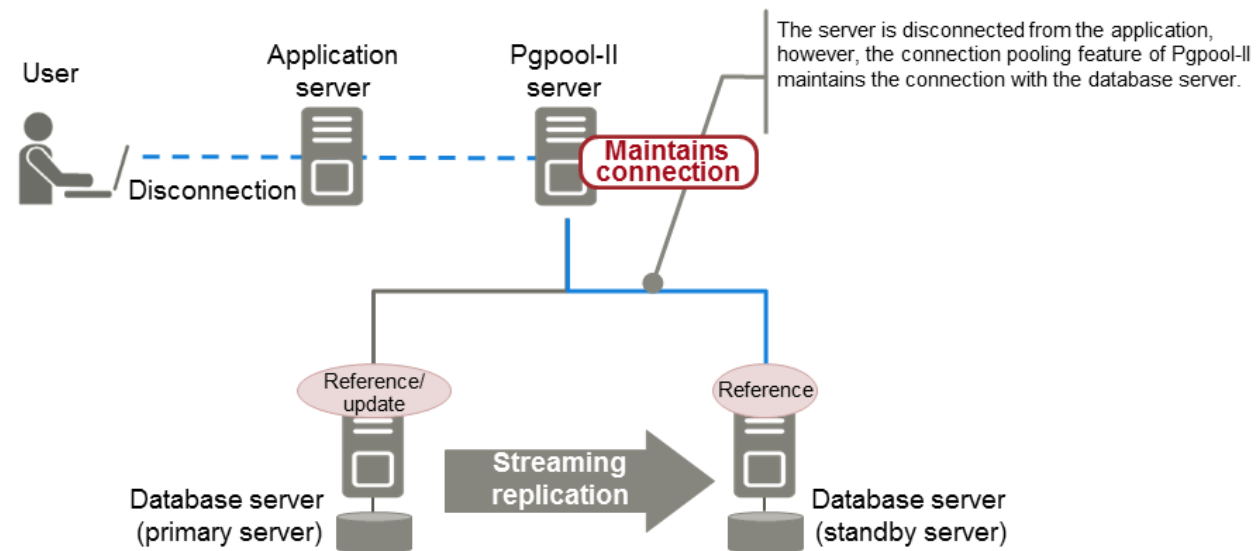 The server is disconnected from the application,
however, the connection pooling feature of Pgpool-II
maintains the connection with the database server.
User
Application
server
Pgpool-II
server
Maintains
connection
Disconnection
Reference/
update
Reference
Streaming
replication
Database server
(primary server)
Database server
(standby server)